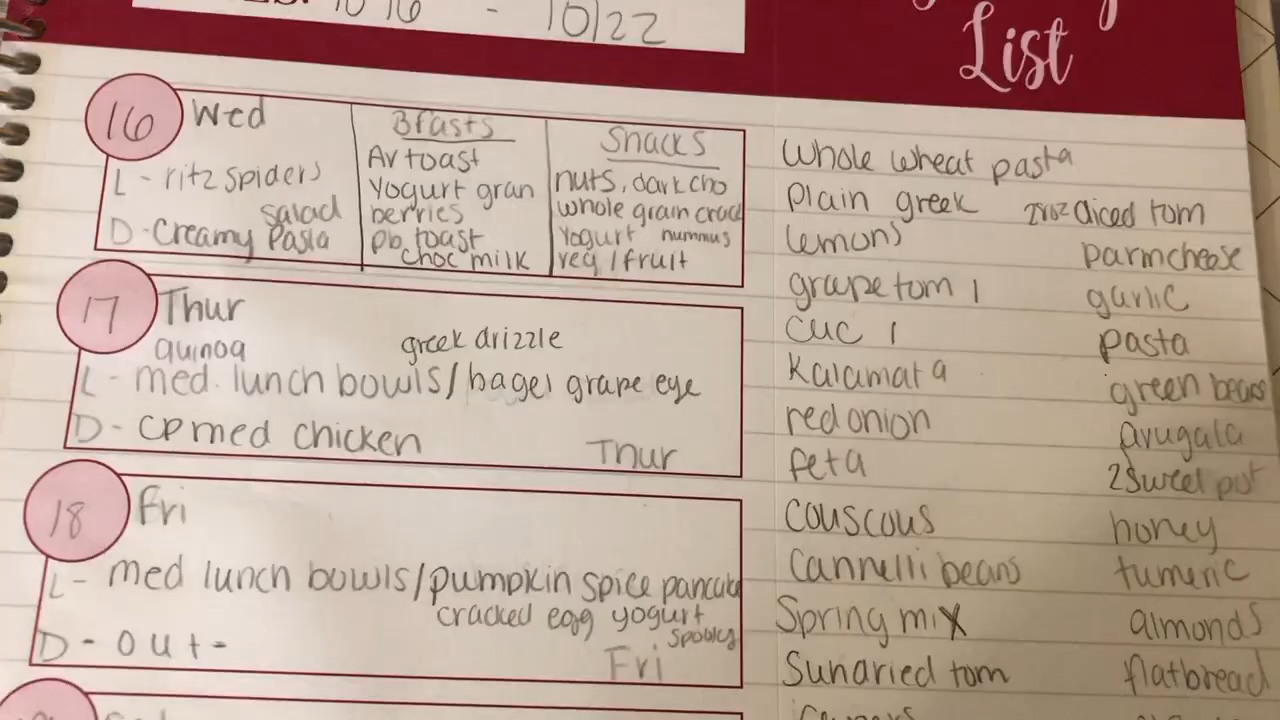 10/16 - 10/22
List
16 Wed
L - ritz spiders
salad
D - Creamy Pasta
Bfasts
Av toast
Yogurt gran
berries
pb toast
choc milk
Snacks
nuts, dark cho
whole grain crack
Yogurt hummus
veg / fruit
17 Thur
quinoa greek drizzle
L - med. lunch bowls/bagel grape eye
D - CP med chicken Thur
18 Fri
L - med lunch bowls/pumpkin spice pancake
cracked egg yogurt
spooky
D - out - Fri
Whole wheat pasta
Plain greek
lemons
grape tom 1
cuc 1
Kalamata
red onion
feta
couscous
Cannelli beans
Spring mix
Sundried tom
diced tom
parm cheese
garlic
pasta
green beans
arugala
2 sweet pot
honey
tumeric
almonds
flatbread